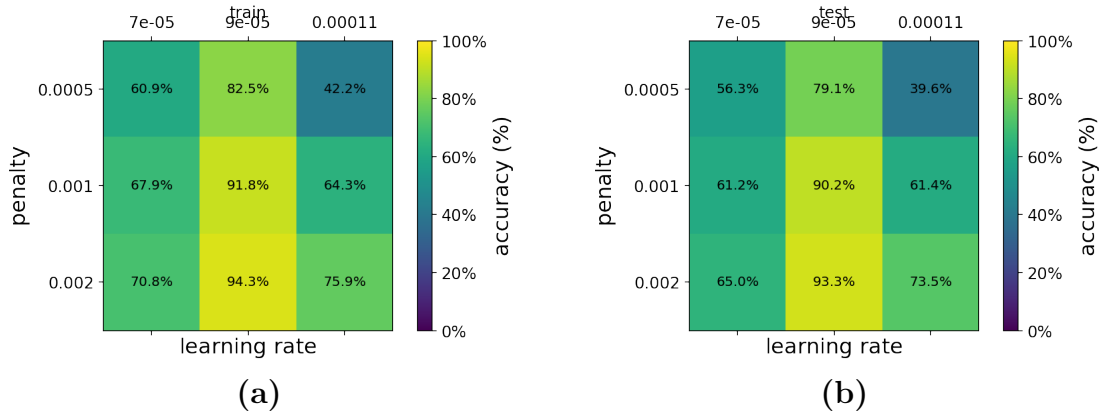 train
7e-05 9e-05 0.00011
100%
0.0005 60.9% 82.5% 42.2%
80%
60%
0.001 67.9% 91.8% 64.3%
40%
20%
0.002 70.8% 94.3% 75.9%
0%
penalty
accuracy (%)
learning rate
(a)
test
7e-05 9e-05 0.00011
100%
0.0005 56.3% 79.1% 39.6%
80%
60%
0.001 61.2% 90.2% 61.4%
40%
20%
0.002 65.0% 93.3% 73.5%
0%
penalty
accuracy (%)
learning rate
(b)